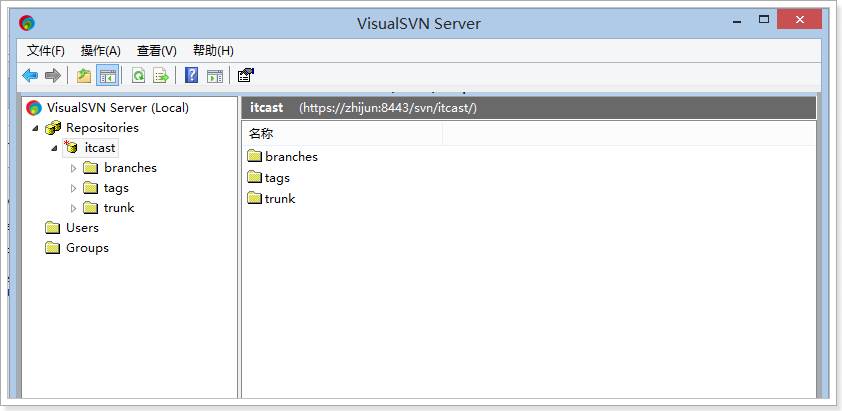 VisualSVN Server
文件(F) 操作(A) 查看(V) 帮助(H)
VisualSVN Server (Local)
Repositories
itcast
branches
tags
trunk
Users
Groups
itcast (https://zhijun:8443/svn/itcast/)
名称
branches
tags
trunk